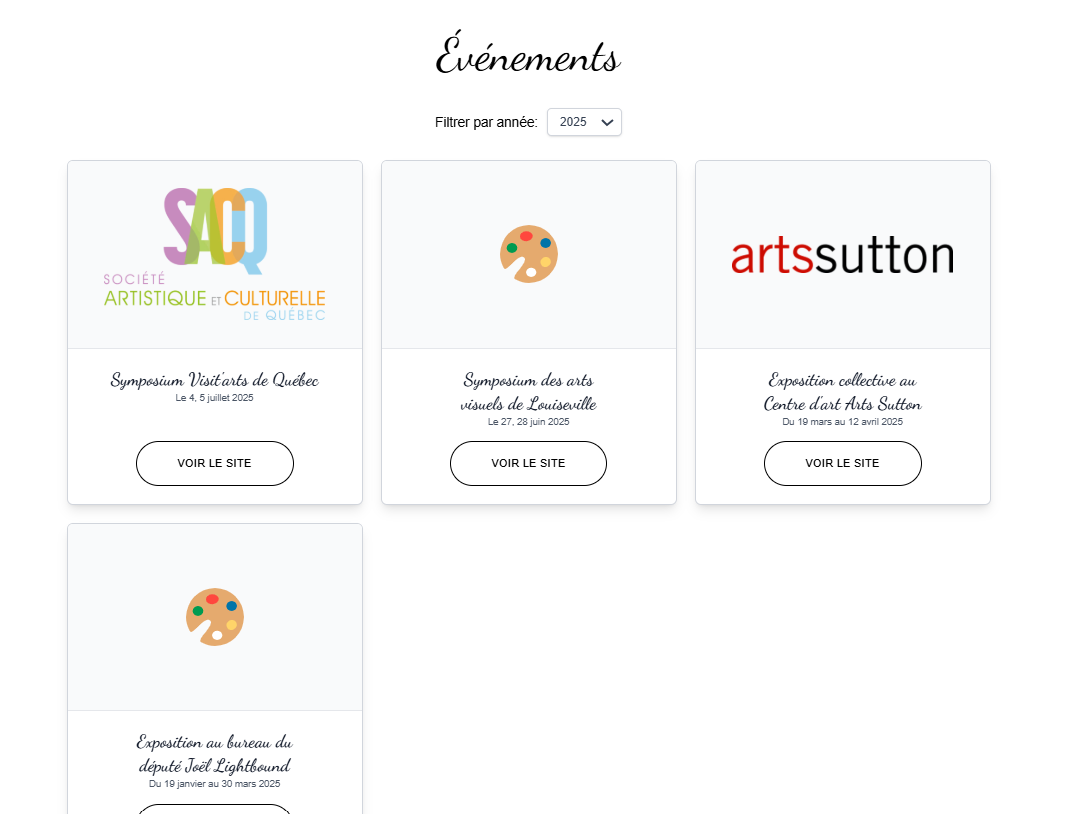 Événements
Filtrer par année: 2025
SACQ
SOCIÉTÉ
ARTISTIQUE ET CULTURELLE
DE QUÉBEC
Symposium Visit'arts de Québec
Le 4, 5 juillet 2025
VOIR LE SITE
Symposium des arts
visuels de Louiseville
Le 27, 28 juin 2025
VOIR LE SITE
artssutton
Exposition collective au
Centre d'art Arts Sutton
Du 19 mars au 12 avril 2025
VOIR LE SITE
Exposition au bureau du
député Joël Lightbound
Du 19 janvier au 30 mars 2025